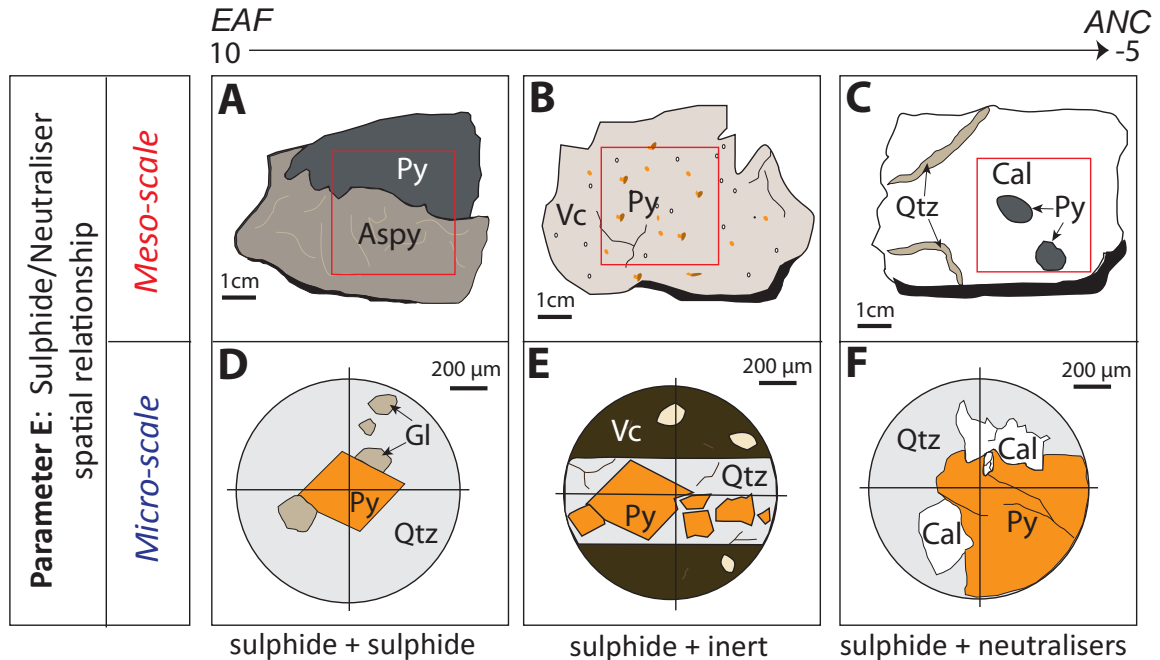 EAF
ANC
10
-5
Parameter E: Sulphide/Neutraliser
spatial relationship
Meso-scale
A
Py
Aspy
1cm
B
Vc
Py
1cm
C
Cal
Qtz
Py
1cm
Micro-scale
D
200 µm
Gl
Py
Qtz
E
200 µm
Vc
Qtz
Py
F
200 µm
Qtz
Cal
Cal
Py
sulphide + sulphide
sulphide + inert
sulphide + neutralisers